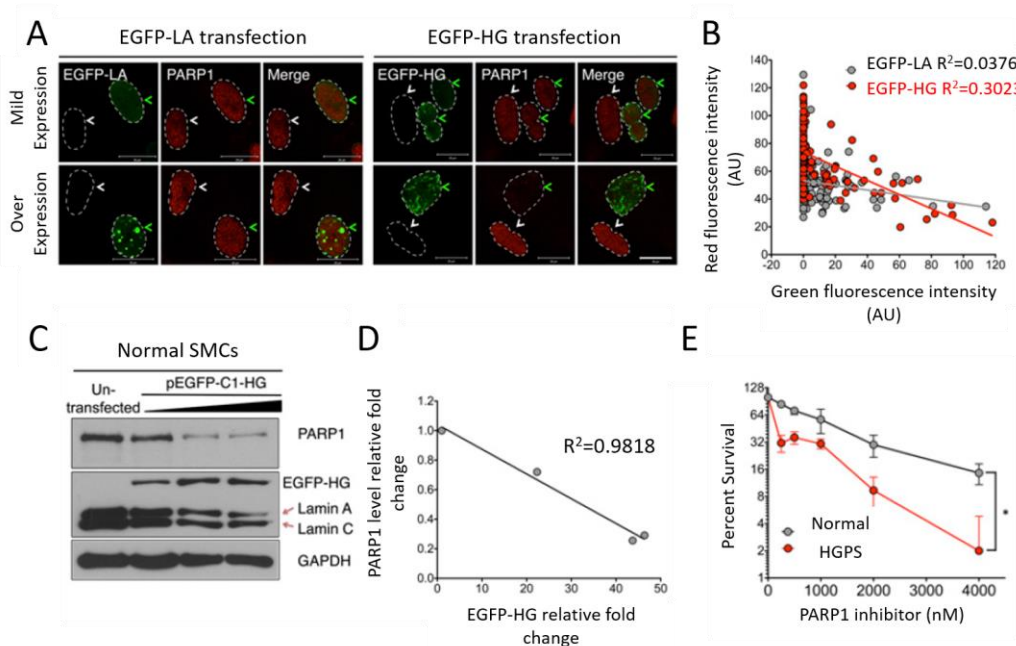 A
EGFP-LA transfection
EGFP-HG transfection
Mild
Expression
EGFP-LA
PARP1
Merge
EGFP-HG
PARP1
Merge
Over
Expression
B
EGFP-LA R²=0.0376
EGFP-HG R²=0.3023
Red fluorescence intensity
(AU)
140
120
100
80
60
40
20
0
-20
0
20
40
60
80
100
120
Green fluorescence intensity
(AU)
C
Normal SMCs
Un-
transfected
pEGFP-C1-HG
PARP1
EGFP-HG
Lamin A
Lamin C
GAPDH
D
PARP1 level relative fold
change
1.2
1.0
0.8
0.6
0.4
0.2
0.0
R²=0.9818
0
10
20
30
40
50
EGFP-HG relative fold
change
E
Percent Survival
128
64
32
16
8
4
2
1
Normal
HGPS
*
0
1000
2000
3000
4000
PARP1 inhibitor (nM)